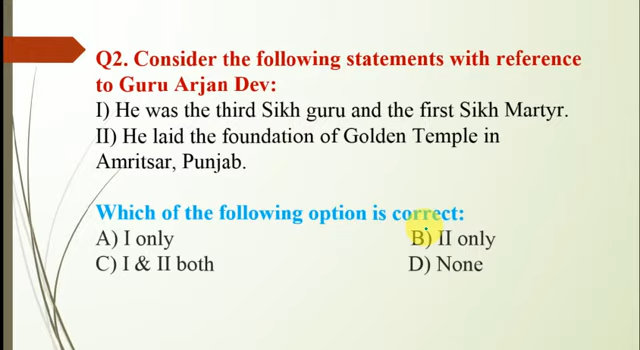 Q2. Consider the following statements with reference
to Guru Arjan Dev:
I) He was the third Sikh guru and the first Sikh Martyr.
II) He laid the foundation of Golden Temple in
Amritsar, Punjab.
Which of the following option is correct:
A) I only B) II only
C) I & II both D) None